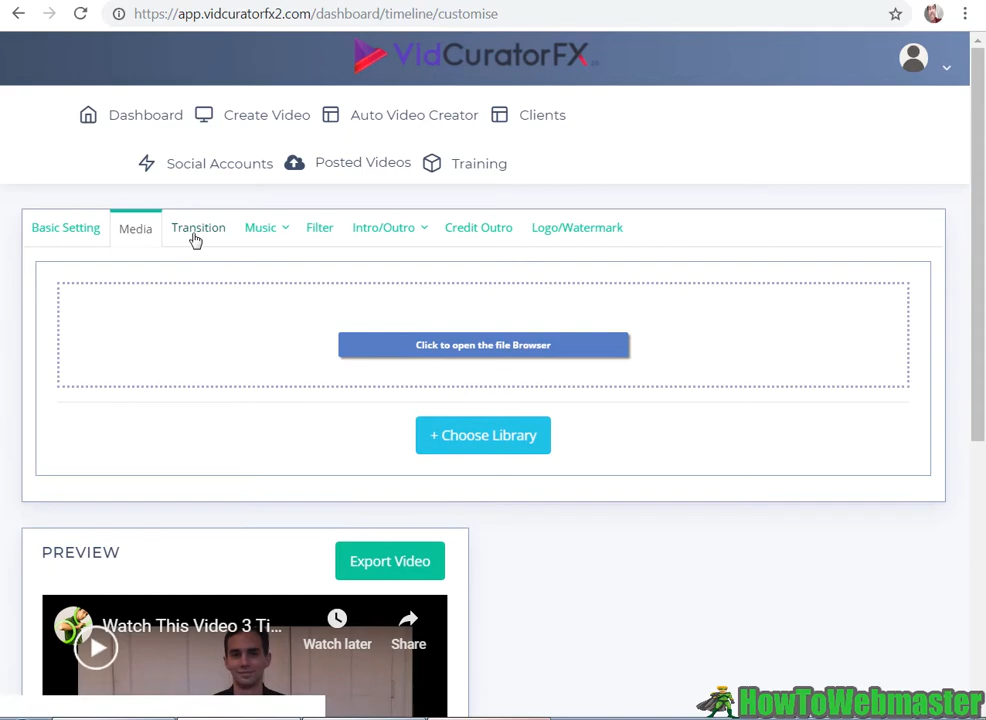 https://app.vidcuratorfx2.com/dashboard/timeline/customise
VidCuratorFX
Dashboard Create Video Auto Video Creator Clients
Social Accounts Posted Videos Training
Basic Setting Media Transition Music Filter Intro/Outro Credit Outro Logo/Watermark
Click to open the file Browser
+ Choose Library
PREVIEW
Export Video
Watch This Video 3 Ti...
Watch later Share
HowToWebmaster